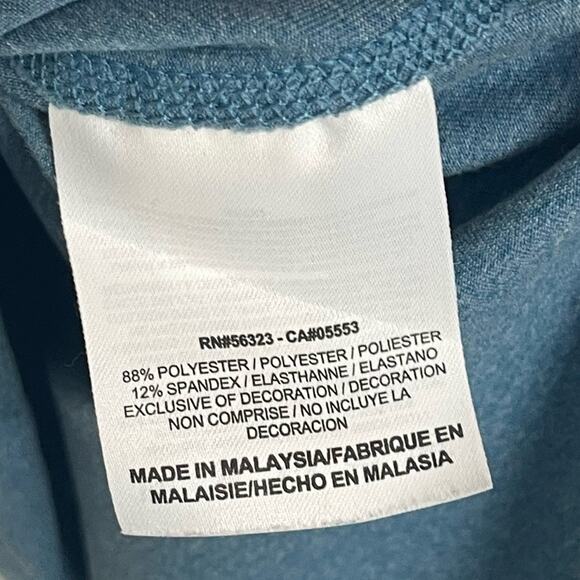 RN#56323 - CA#05553
88% POLYESTER / POLYESTER / POLIESTER
12% SPANDEX / ELASTHANNE / ELASTANO
EXCLUSIVE OF DECORATION / DECORATION
NON COMPRISE / NO INCLUYE LA
DECORACION
MADE IN MALAYSIA/FABRIQUE EN
MALAISIE/HECHO EN MALASIA